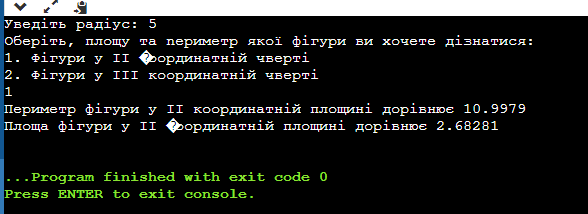 Уведіть радіус: 5
Оберіть, площу та периметр якої фігури ви хочете дізнатися:
1. Фігури у II �оординатній чверті
2. Фігури у III координатній чверті
1
Периметр фігури у II координатній площині дорівнює 10.9979
Площа фігури у II �оординатній площині дорівнює 2.68281
...Program finished with exit code 0
Press ENTER to exit console.